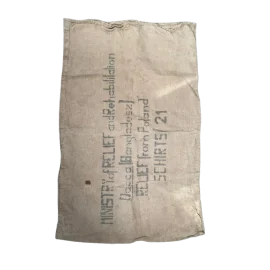 MINISTRY of RELIEF and Rehabilitation
Dacca [Bangladesh]
RELIEF from Poland
SCHIRTS/21